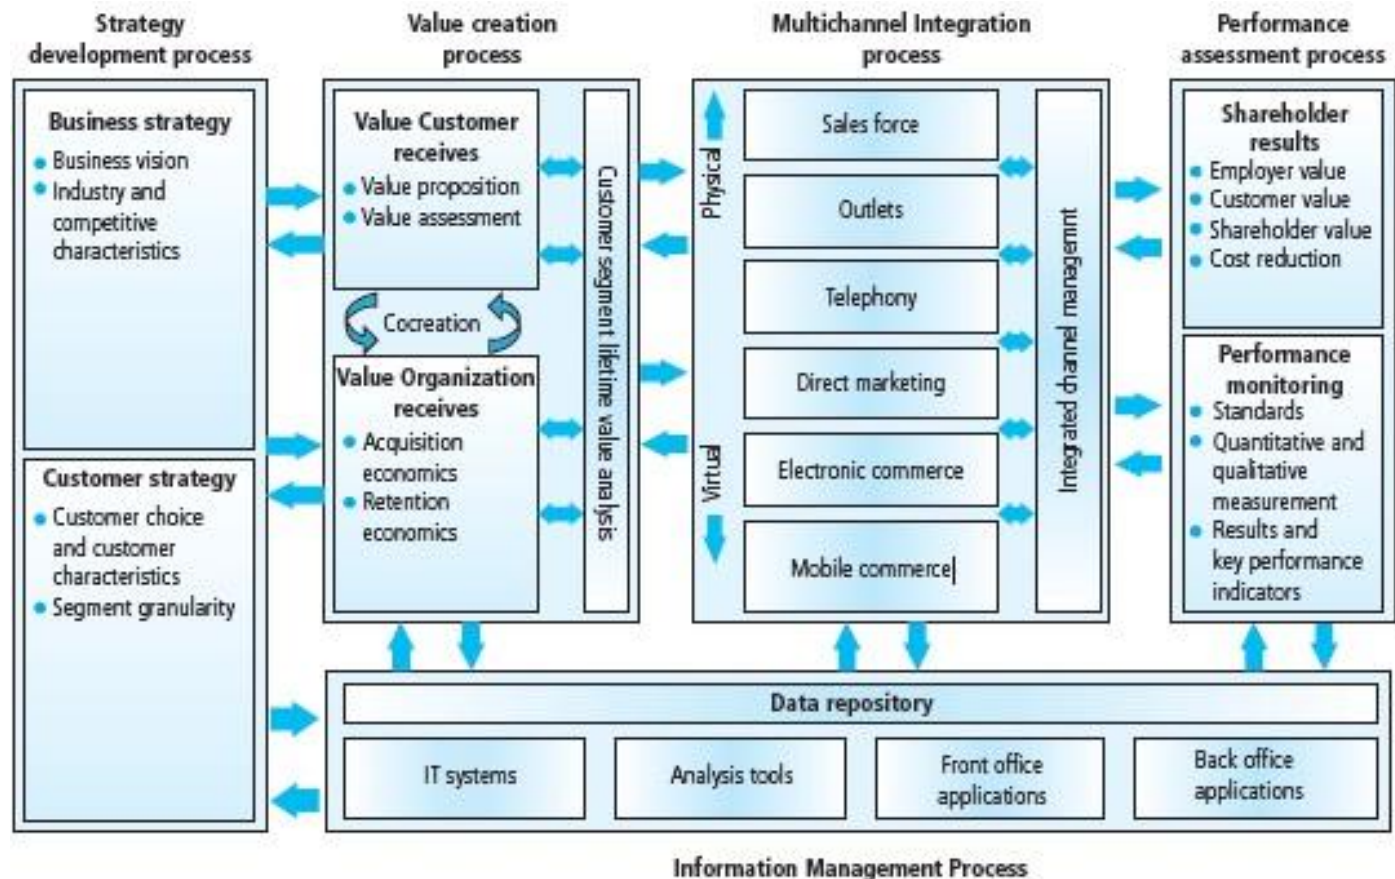 Strategy
development process
Value creation
process
Multichannel Integration
process
Performance
assessment process
Business strategy
Business vision
Industry and
competitive
characteristics
Customer strategy
Customer choice
and customer
characteristics
Segment granularity
Value Customer
receives
Value proposition
Value assessment
Cocreation
Value Organization
receives
Acquisition
economics
Retention
economics
Customer segment lifetime value analysis
Physical
Virtual
Sales force
Outlets
Telephony
Direct marketing
Electronic commerce
Mobile commerce
Integrated channel managemnt
Shareholder
results
Employer value
Customer value
Shareholder value
Cost reduction
Performance
monitoring
Standards
Quantitative and
qualitative
measurement
Results and
key performance
indicators
Data repository
IT systems
Analysis tools
Front office
applications
Back office
applications
Information Management Process